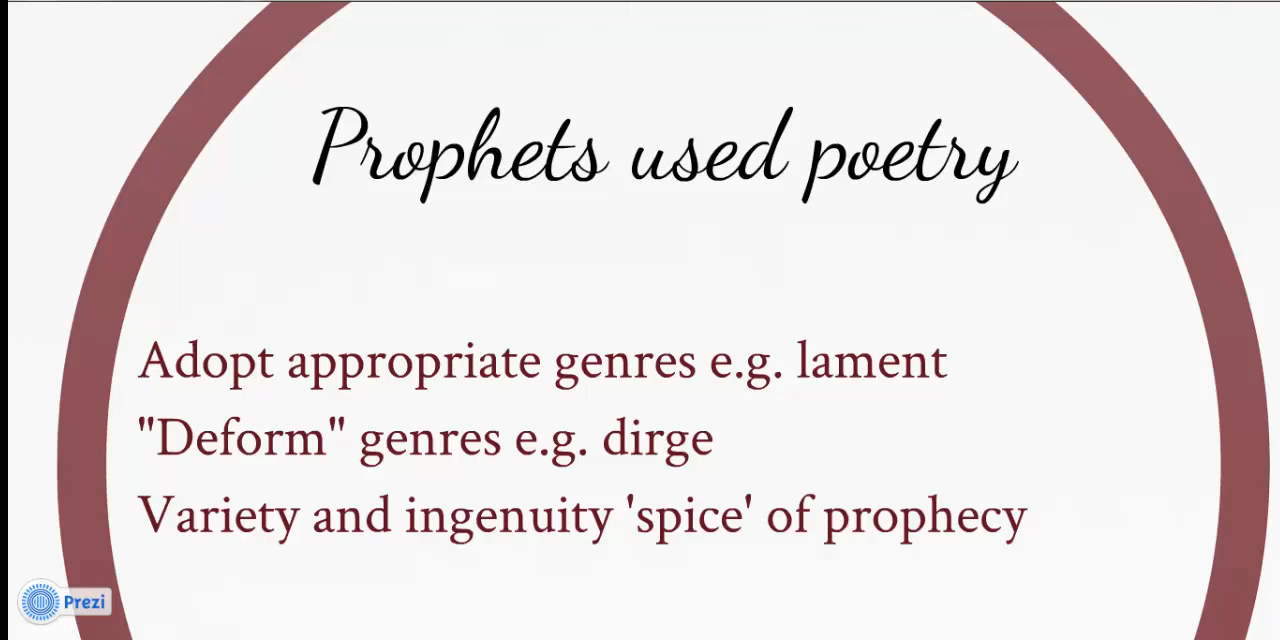 Prophets used poetry
Adopt appropriate genres e.g. lament
"Deform" genres e.g. dirge
Variety and ingenuity 'spice' of prophecy
Prezi